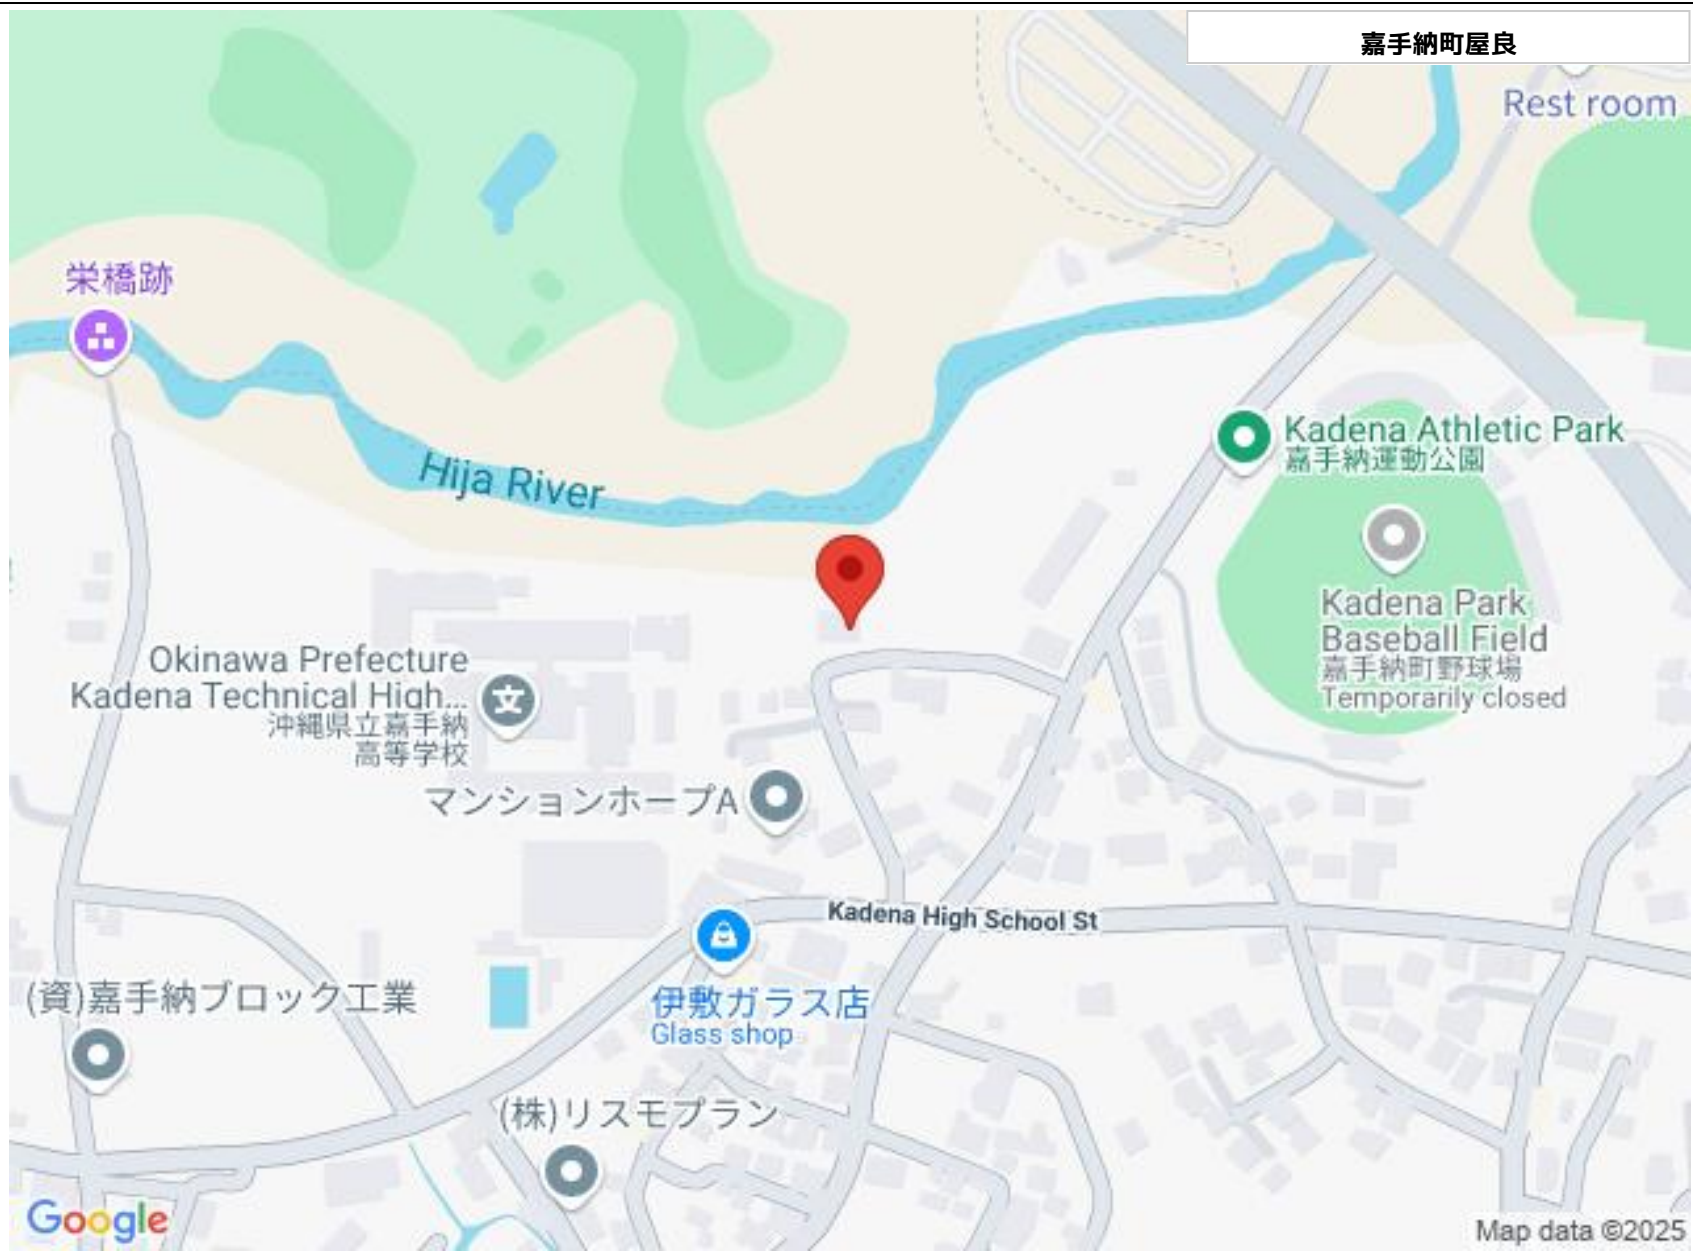 嘉手納町屋良
Rest room
栄橋跡
Kadena Athletic Park
嘉手納運動公園
Hija River
Kadena Park
Baseball Field
嘉手納町野球場
Temporarily closed
Okinawa Prefecture
Kadena Technical High...
沖縄県立嘉手納
高等学校
マンションホープA
Kadena High School St
(資)嘉手納ブロック工業
伊敷ガラス店
Glass shop
(株)リスモプラン
Google
Map data ©2025